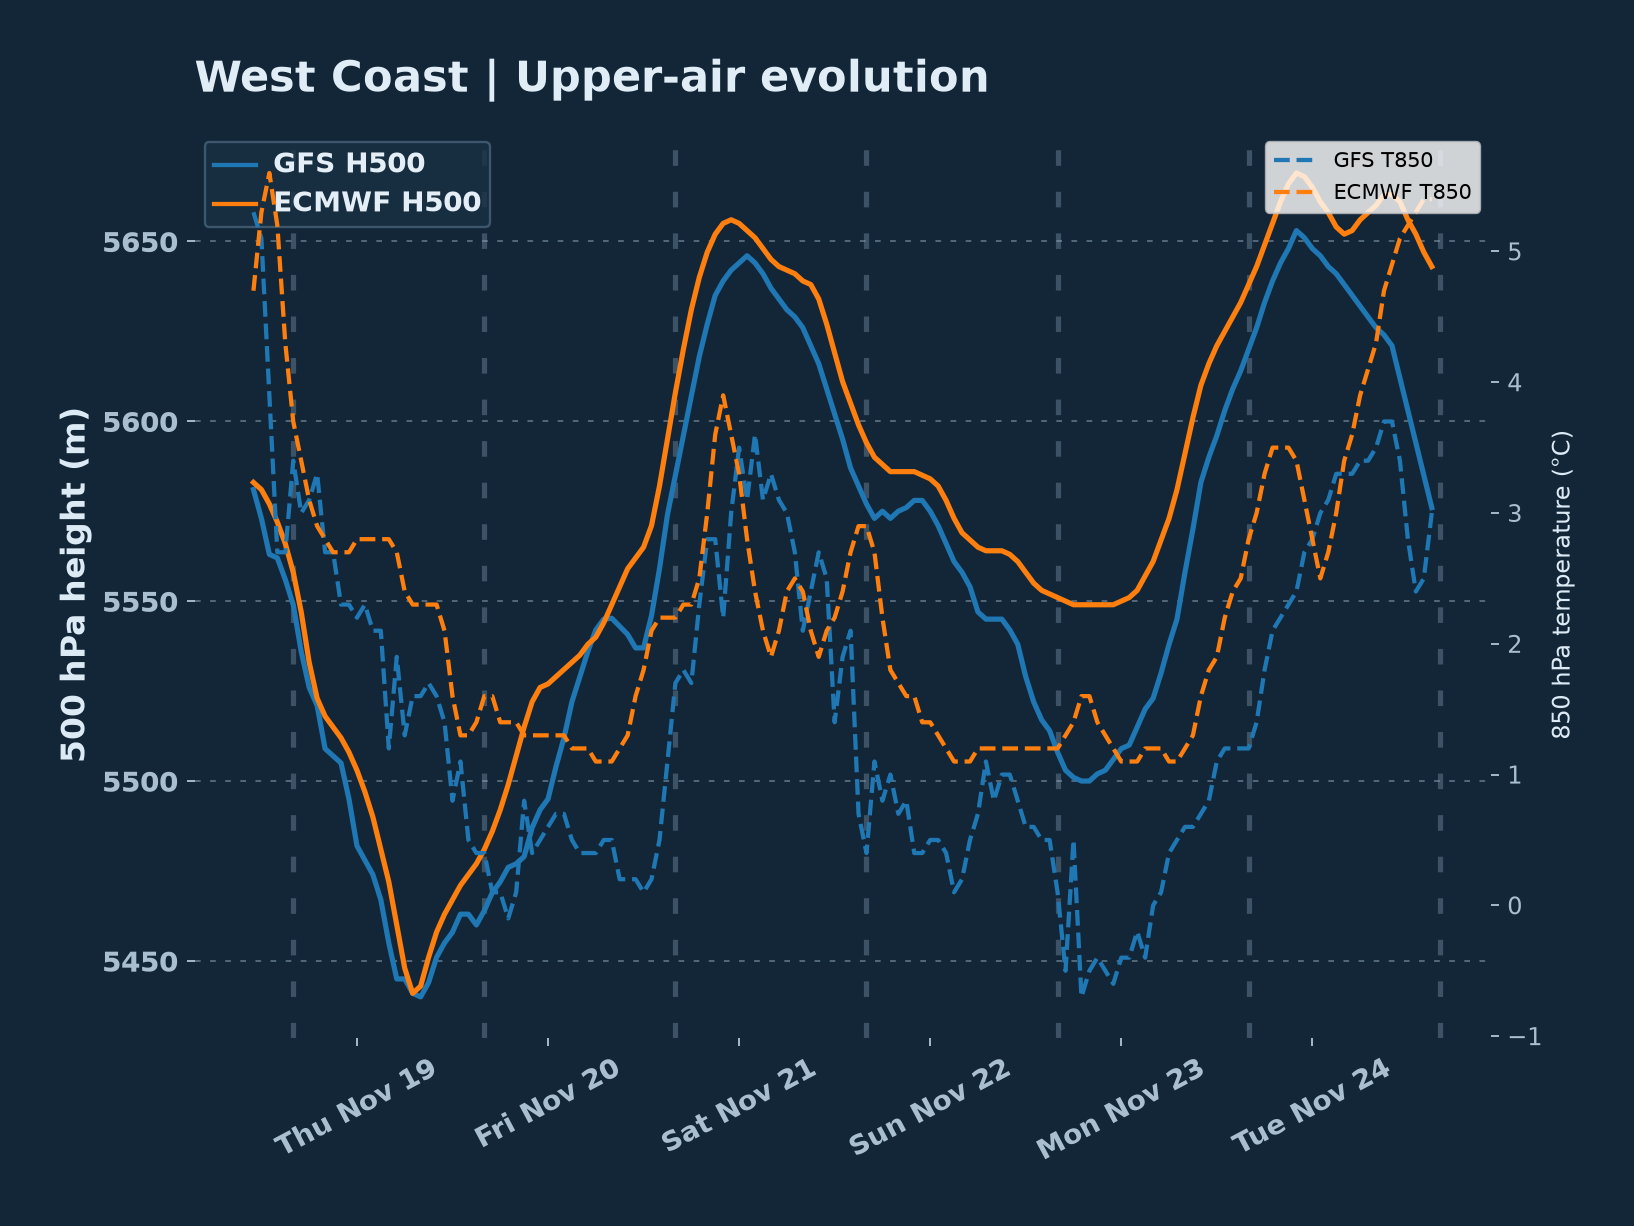 West Coast | Upper-air evolution
GFS H500
ECMWF H500
GFS T850
ECMWF T850
500 hPa height (m)
5650
5600
5550
5500
5450
5
4
3
2
1
0
−1
850 hPa temperature (°C)
Thu Nov 19
Fri Nov 20
Sat Nov 21
Sun Nov 22
Mon Nov 23
Tue Nov 24